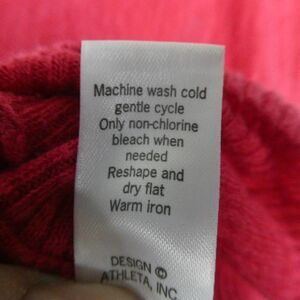 Machine wash cold
gentle cycle
Only non-chlorine
bleach when
needed
Reshape and
dry flat
Warm iron
DESIGN ©
ATHLETA, INC